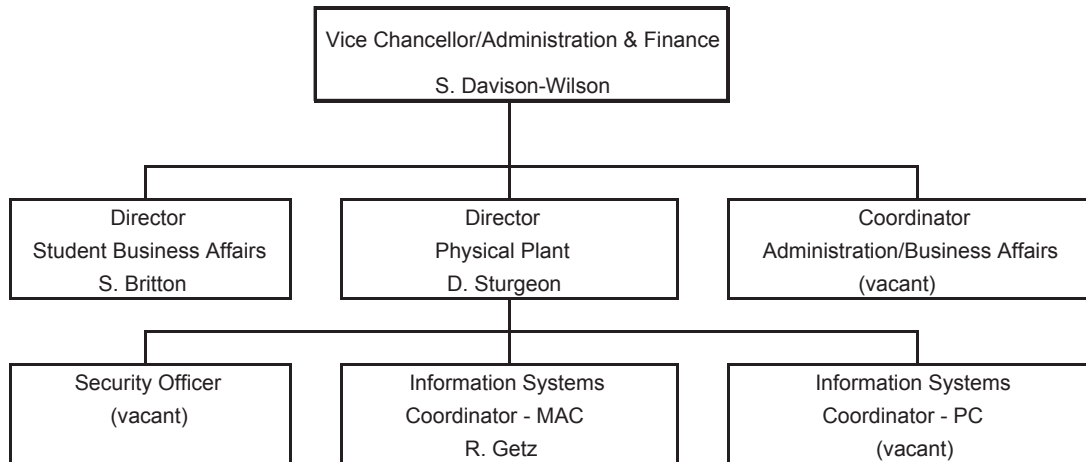 Vice Chancellor/Administration & Finance
S. Davison-Wilson
Director
Student Business Affairs
S. Britton
Director
Physical Plant
D. Sturgeon
Coordinator
Administration/Business Affairs
(vacant)
Security Officer
(vacant)
Information Systems
Coordinator - MAC
R. Getz
Information Systems
Coordinator - PC
(vacant)